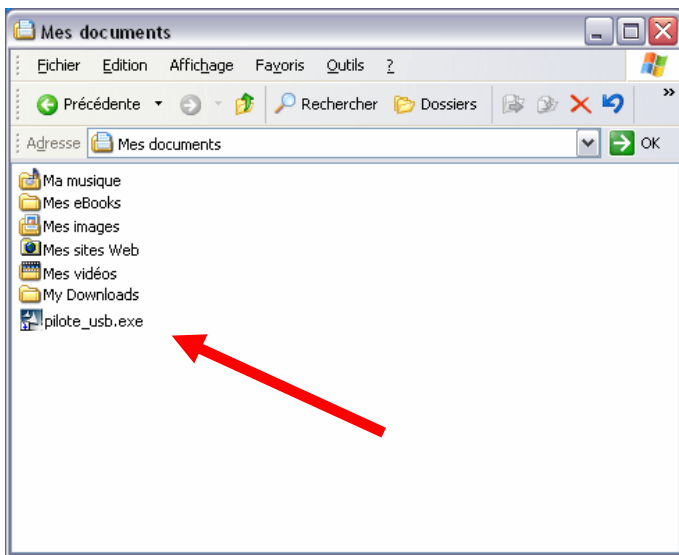 Mes documents
Fichier Edition Affichage Favoris Outils ?
Précédente Rechercher Dossiers »
Adresse Mes documents OK
Ma musique
Mes eBooks
Mes images
Mes sites Web
Mes vidéos
My Downloads
pilote_usb.exe